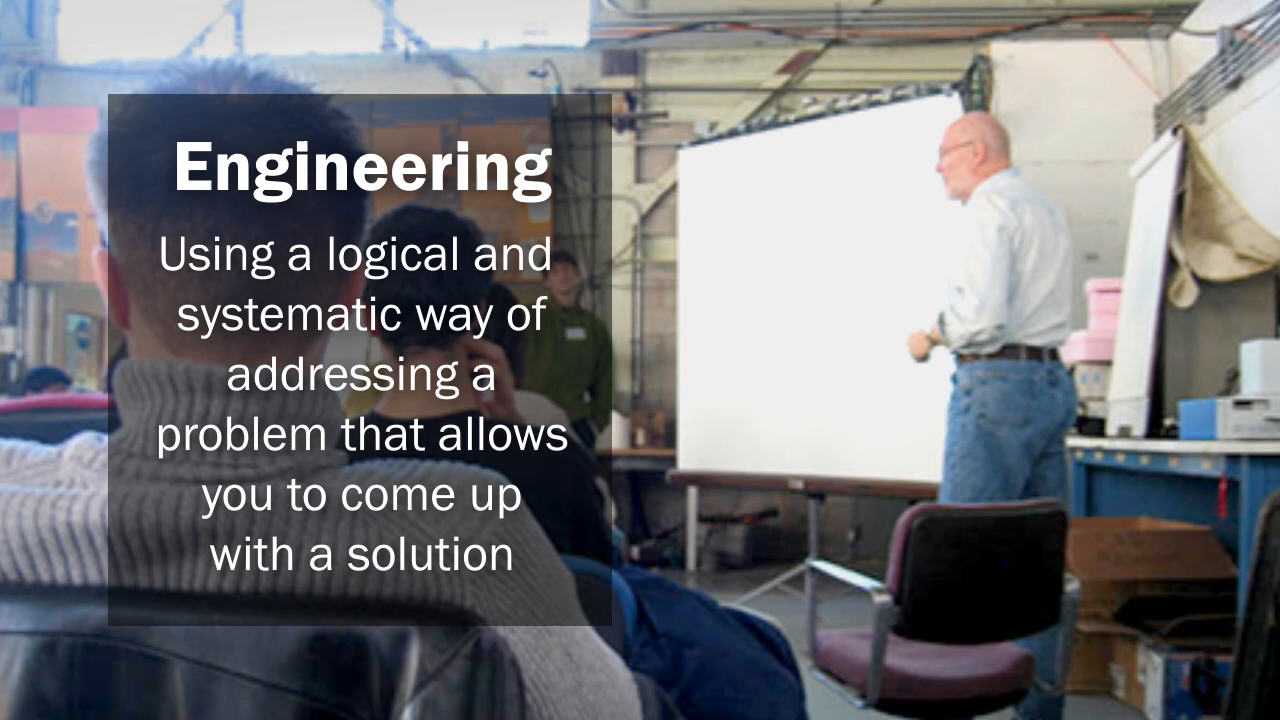 Engineering
Using a logical and
systematic way of
addressing a
problem that allows
you to come up
with a solution